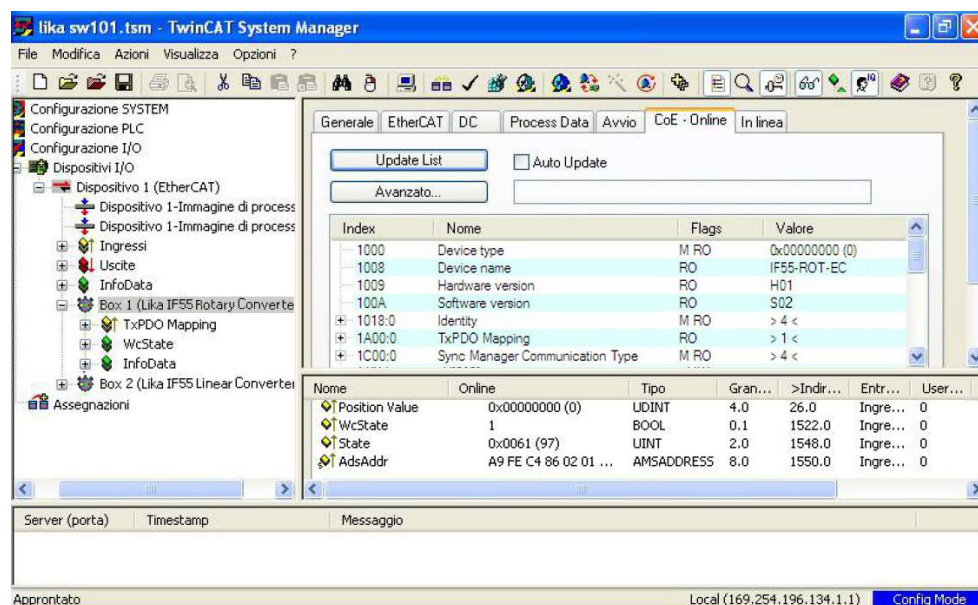 lika sw101.tsm - TwinCAT System Manager
File Modifica Azioni Visualizza Opzioni ?
Configurazione SYSTEM
Configurazione PLC
Configurazione I/O
Dispositivi I/O
Dispositivo 1 (EtherCAT)
Dispositivo 1-Immagine di process
Dispositivo 1-Immagine di process
Ingressi
Uscite
InfoData
Box 1 (Lika IF55 Rotary Converte
TxPDO Mapping
WcState
InfoData
Box 2 (Lika IF55 Linear Converter
Assegnazioni
Generale EtherCAT DC Process Data Avvio CoE - Online In linea
Update List Auto Update
Avanzato...
Index Nome Flags Valore
1000 Device type M RO 0x00000000 (0)
1008 Device name RO IF55-ROT-EC
1009 Hardware version RO H01
100A Software version RO S02
1018:0 Identity M RO > 4 <
1A00:0 TxPDO Mapping RO > 1 <
1C00:0 Sync Manager Communication Type M RO > 4 <
Nome Online Tipo Gran... >Indir... Entr... User...
Position Value 0x00000000 (0) UDINT 4.0 26.0 Ingre... 0
WcState 1 BOOL 0.1 1522.0 Ingre... 0
State 0x0061 (97) UINT 2.0 1548.0 Ingre... 0
AdsAddr A9 FE C4 86 02 01 ... AMSADDRESS 8.0 1550.0 Ingre... 0
Server (porta) Timestamp Messaggio
Approntato Local (169.254.196.134.1.1) Config Mode